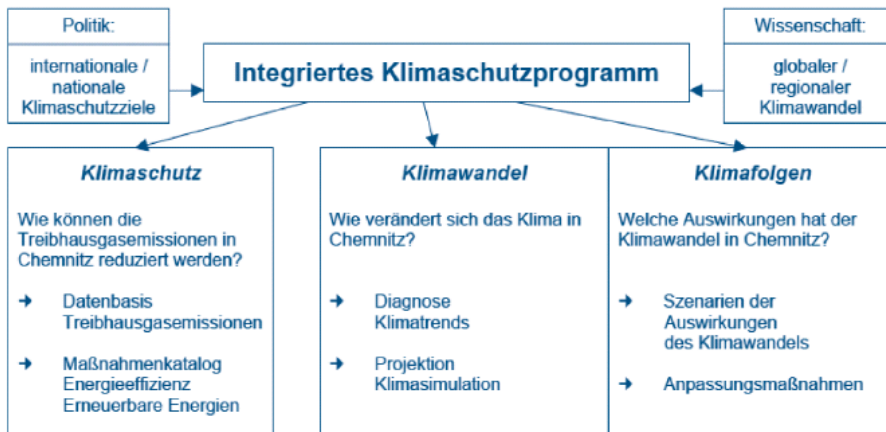 Politik:
internationale /
nationale
Klimaschutzziele
Integriertes Klimaschutzprogramm
Wissenschaft:
globaler /
regionaler
Klimawandel
Klimaschutz
Wie können die
Treibhausgasemissionen in
Chemnitz reduziert werden?
→ Datenbasis
Treibhausgasemissionen
→ Maßnahmenkatalog
Energieeffizienz
Erneuerbare Energien
Klimawandel
Wie verändert sich das Klima in
Chemnitz?
→ Diagnose
Klimatrends
→ Projektion
Klimasimulation
Klimafolgen
Welche Auswirkungen hat der
Klimawandel in Chemnitz?
→ Szenarien der
Auswirkungen
des Klimawandels
→ Anpassungsmaßnahmen